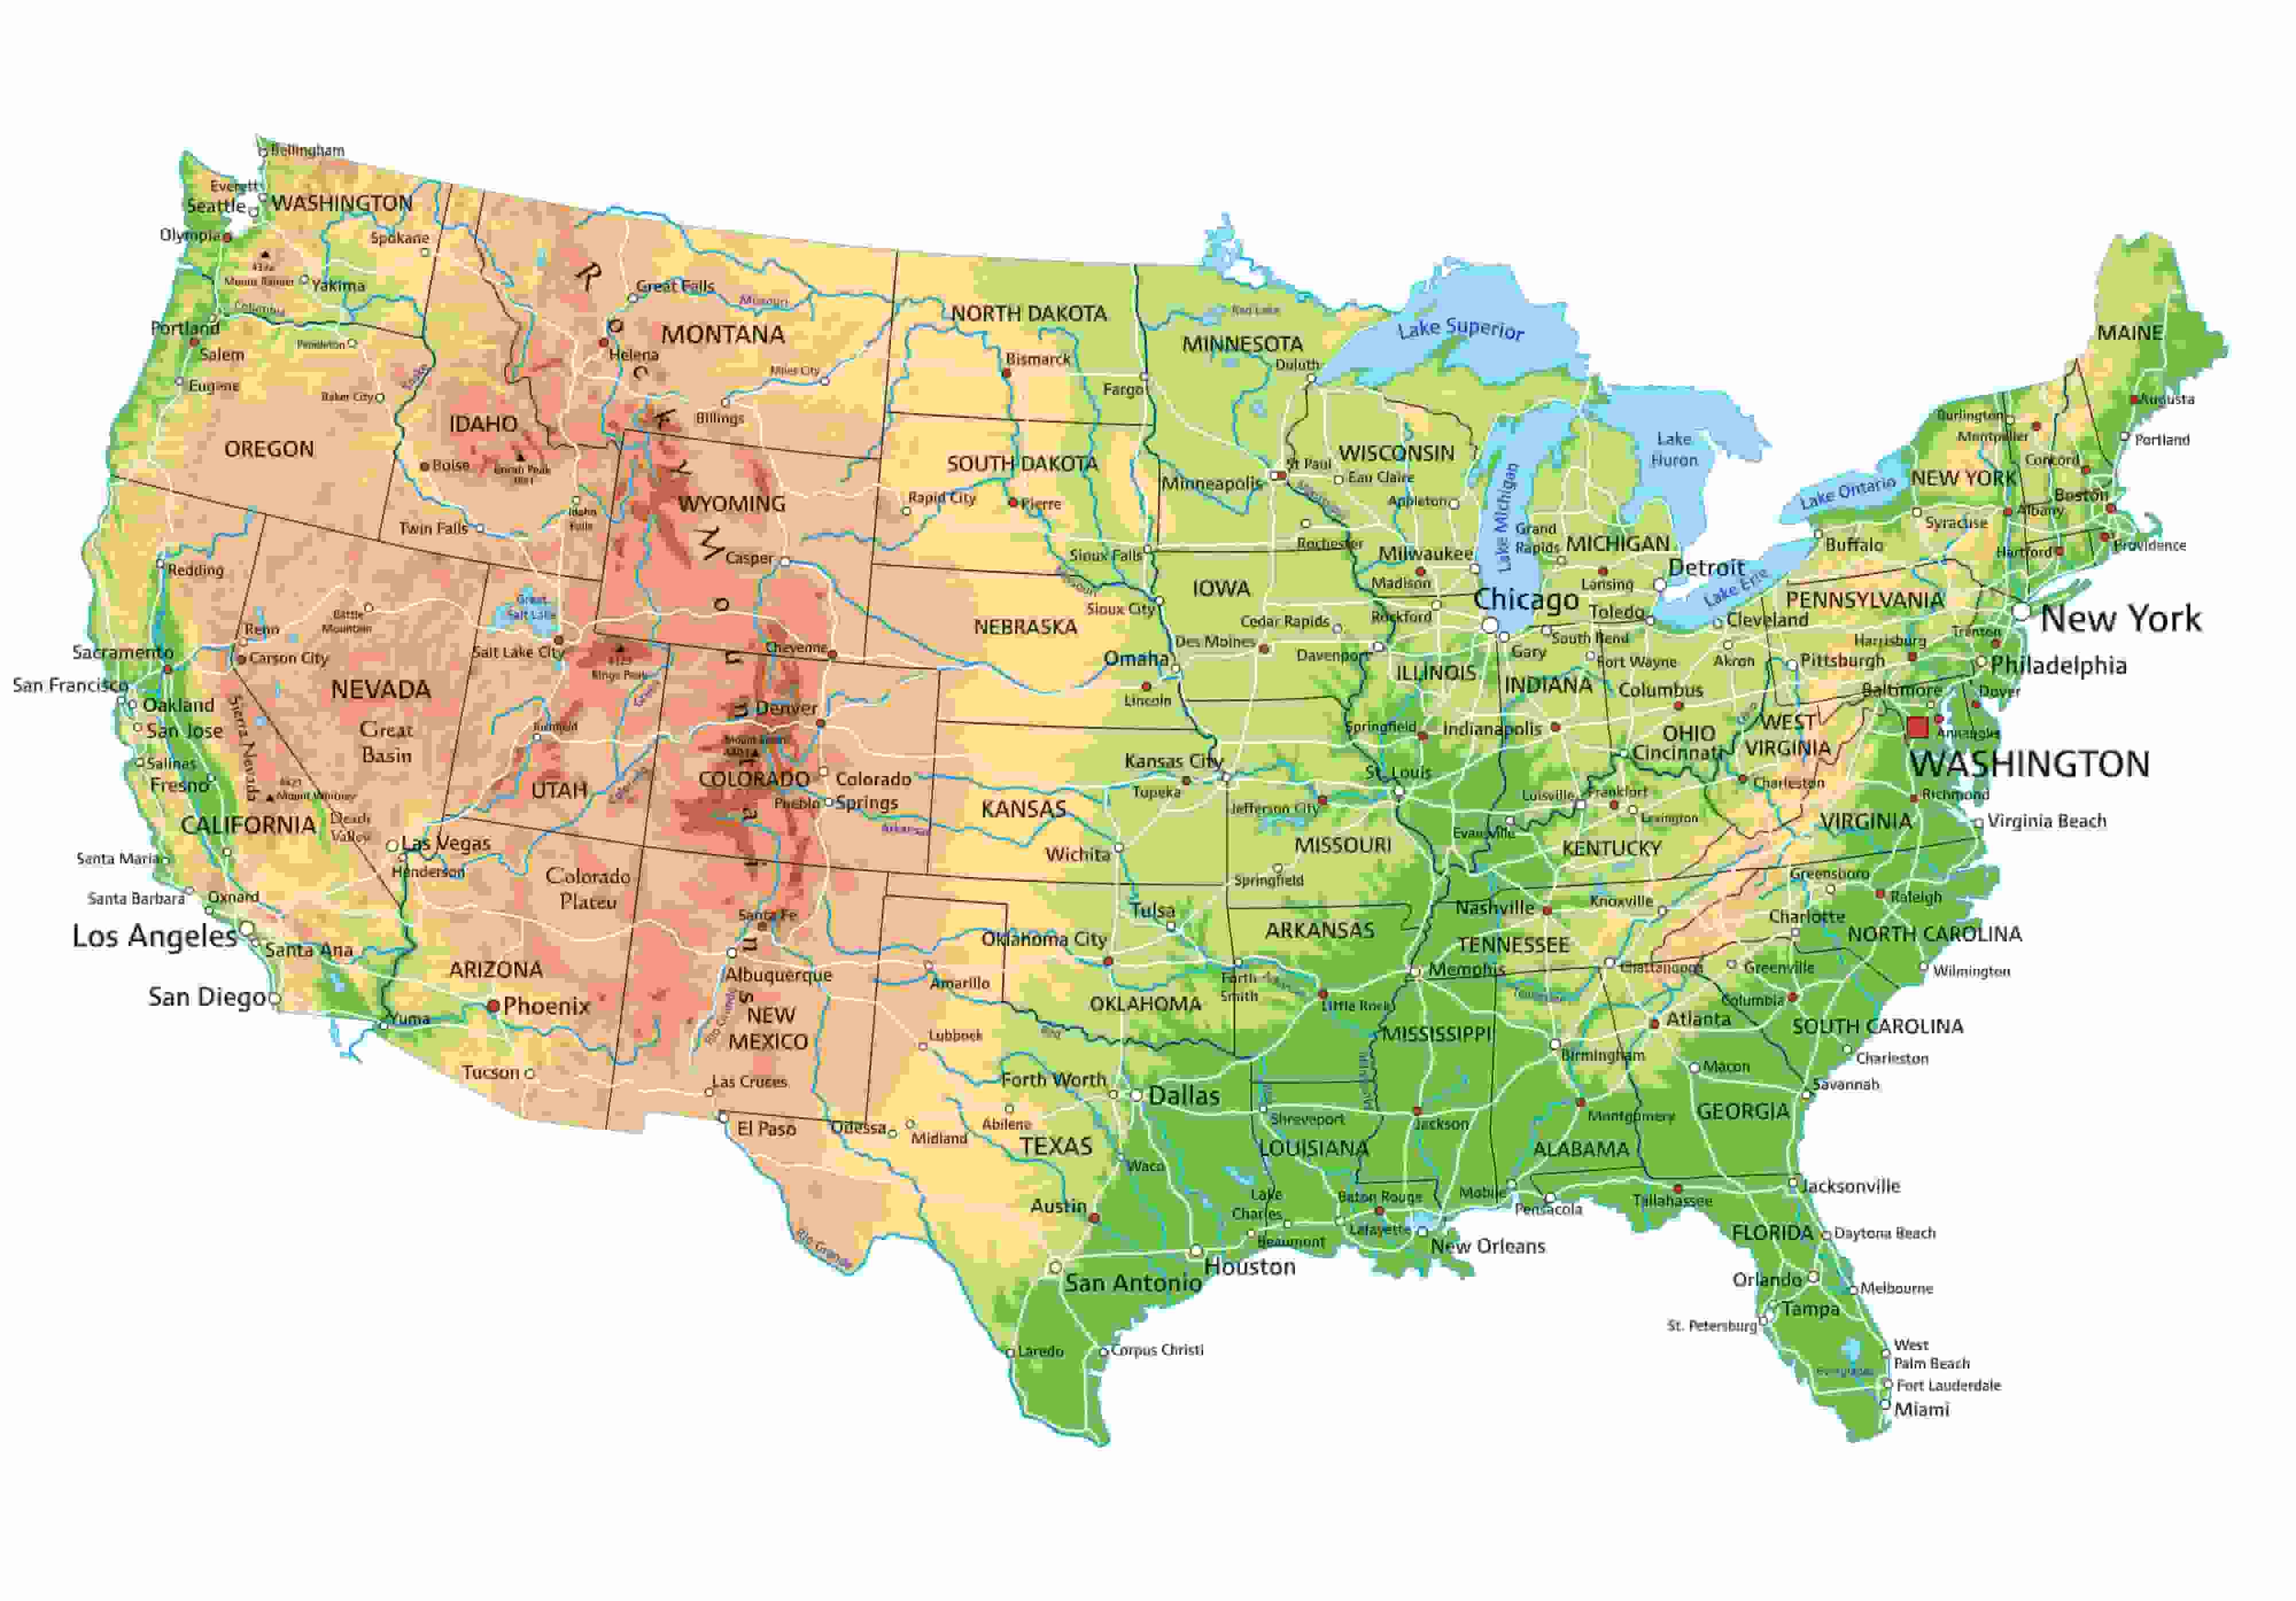 Bellingham
Everett
Seattle
WASHINGTON
Olympia
Spokane
Mount Rainier
Yakima
Columbia
Portland
Salem
Pendleton
Eugene
Baker City
Snake
OREGON
IDAHO
Boise
Borah Peak
Idaho
Falls
Twin Falls
Rocky Mountains
Great Falls
Missouri
MONTANA
Helena
Miles City
Billings
WYOMING
Casper
Cheyenne
NORTH DAKOTA
Bismarck
Fargo
SOUTH DAKOTA
Rapid City
Pierre
Sioux Falls
Missouri
Sioux City
NEBRASKA
Omaha
Lincoln
Red Lake
MINNESOTA
Duluth
St Paul
Minneapolis
Rochester
Lake Superior
WISCONSIN
Eau Claire
Appleton
Milwaukee
Madison
Lake Michigan
Grand
Rapids
MICHIGAN
Lansing
Detroit
Lake
Huron
Lake Erie
Lake Ontario
IOWA
Cedar Rapids
Des Moines
Davenport
Rockford
Chicago
Gary
South Bend
Fort Wayne
Toledo
Cleveland
Akron
ILLINOIS
INDIANA
Columbus
Springfield
Indianapolis
OHIO
Cincinnati
PENNSYLVANIA
Pittsburgh
Harrisburg
Trenton
Philadelphia
New York
NEW YORK
Buffalo
Syracuse
Albany
Burlington
Montpelier
Concord
Boston
Hartford
Providence
MAINE
Augusta
Portland
Baltimore
Dover
Annapolis
WASHINGTON
WEST
VIRGINIA
Charleston
Richmond
VIRGINIA
Virginia Beach
Redding
Reno
Carson City
Battle
Mountain
Great
Salt Lake
Salt Lake City
4123
Kings Peak
Green
Sacramento
San Francisco
Oakland
San Jose
Salinas
Fresno
Sierra Nevada
4421
Mount Whitney
Death
Valley
NEVADA
Great
Basin
Richfield
UTAH
Colorado
CALIFORNIA
Las Vegas
Henderson
Santa Maria
Santa Barbara
Oxnard
Los Angeles
Santa Ana
San Diego
Yuma
Colorado
Plateu
ARIZONA
Phoenix
Tucson
Denver
Mount Elbert
4401
COLORADO
Colorado
Springs
Pueblo
Santa Fe
Albuquerque
Rio Grande
NEW
MEXICO
Las Cruces
El Paso
KANSAS
Arkansas
Wichita
Kansas City
Tupeka
Jefferson City
St. Louis
MISSOURI
Springfield
Evansville
Luisville
Frankfort
Lexington
KENTUCKY
Tulsa
Oklahoma City
OKLAHOMA
Red
Amarillo
Lubbock
ARKANSAS
Forth
Smith
Arkansas
Little Rock
Nashville
Knoxville
TENNESSEE
Memphis
Chattanooga
Tennessee
Greensboro
Raleigh
Charlotte
NORTH CAROLINA
Greenville
Wilmington
Columbia
SOUTH CAROLINA
Charleston
Atlanta
Birmingham
Macon
Savannah
GEORGIA
Montgomery
ALABAMA
MISSISSIPPI
Mississippi
Jackson
Forth Worth
Dallas
Odessa
Midland
Abilene
TEXAS
Waco
Austin
San Antonio
Houston
Rio Grande
Laredo
Corpus Christi
Red
Shreveport
LOUISIANA
Lake
Charles
Beaumont
Baton Rouge
Lafayette
New Orleans
Mobile
Pensacola
Tallahassee
Jacksonville
FLORIDA
Daytona Beach
Orlando
Melbourne
Tampa
St. Petersburg
West
Palm Beach
Everglades
Fort Lauderdale
Miami